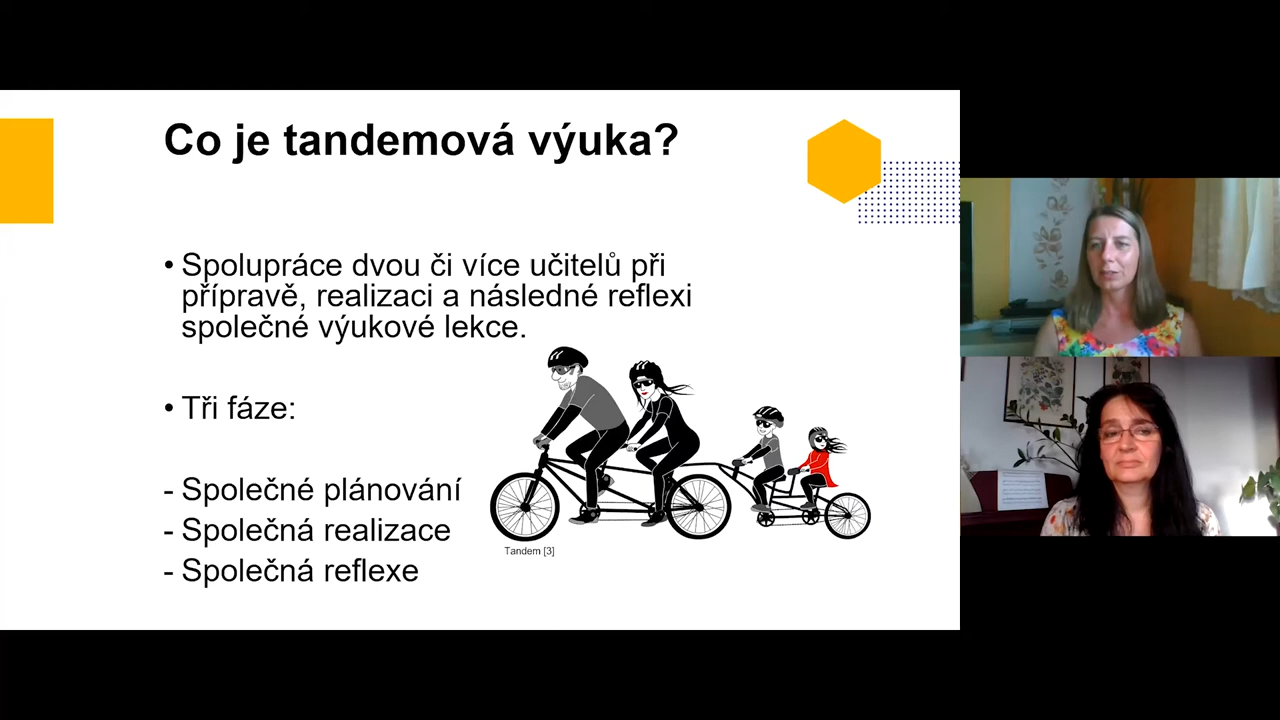 Co je tandemová výuka?
• Spolupráce dvou či více učitelů při
přípravě, realizaci a následné reflexi
společné výukové lekce.
• Tři fáze:
- Společné plánování
- Společná realizace
- Společná reflexe
Tandem [3]